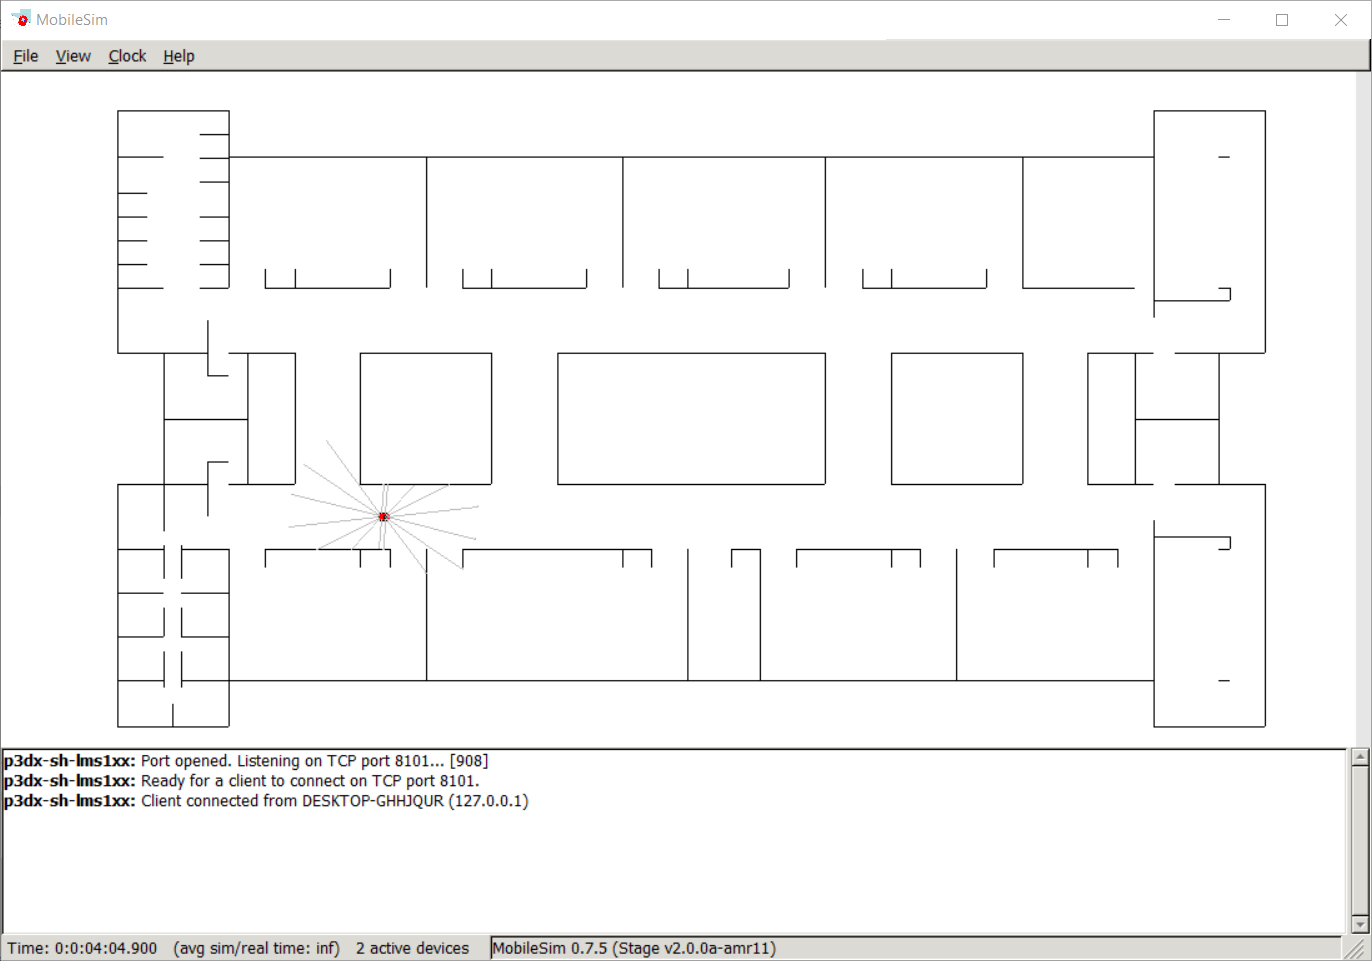 MobileSim
File View Clock Help
p3dx-sh-lms1xx: Port opened. Listening on TCP port 8101... [908]
p3dx-sh-lms1xx: Ready for a client to connect on TCP port 8101.
p3dx-sh-lms1xx: Client connected from DESKTOP-GHHJQUR (127.0.0.1)
Time: 0:0:04:04.900 (avg sim/real time: inf) 2 active devices MobileSim 0.7.5 (Stage v2.0.0a-amr11)